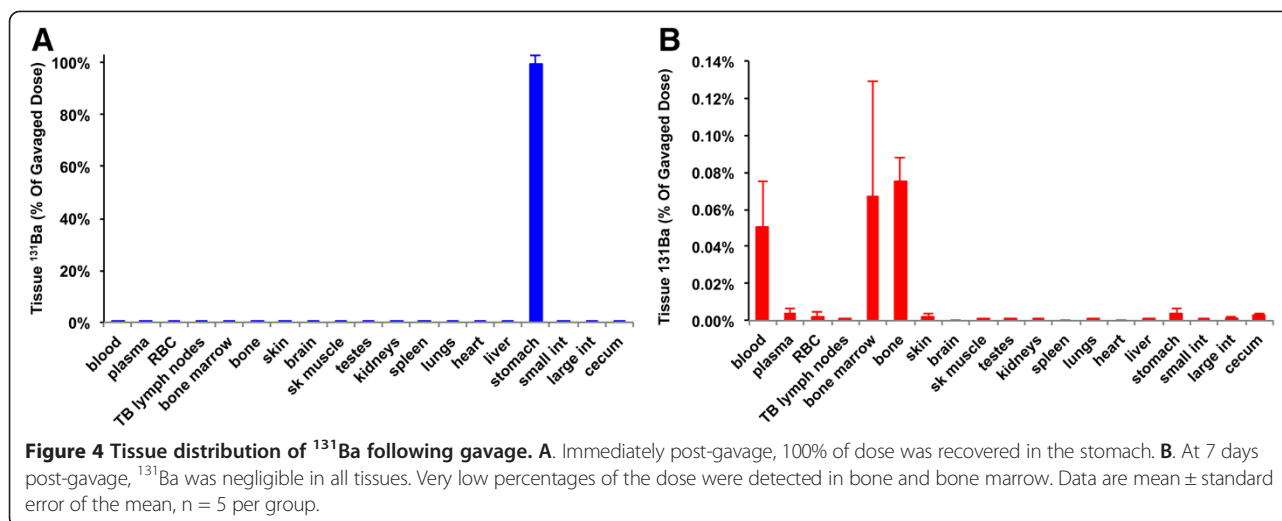 A
Tissue ¹³¹Ba (% Of Gavaged Dose)
100%
80%
60%
40%
20%
0%
blood
plasma
RBC
TB lymph nodes
bone marrow
bone
skin
brain
sk muscle
testes
kidneys
spleen
lungs
heart
liver
stomach
small int
large int
cecum
B
Tissue 131Ba (% Of Gavaged Dose)
0.14%
0.12%
0.10%
0.08%
0.06%
0.04%
0.02%
0.00%
blood
plasma
RBC
TB lymph nodes
bone marrow
bone
skin
brain
sk muscle
testes
kidneys
spleen
lungs
heart
liver
stomach
small int
large int
cecum
Figure 4 Tissue distribution of ¹³¹Ba following gavage. A. Immediately post-gavage, 100% of dose was recovered in the stomach. B. At 7 days
post-gavage, ¹³¹Ba was negligible in all tissues. Very low percentages of the dose were detected in bone and bone marrow. Data are mean ± standard
error of the mean, n = 5 per group.